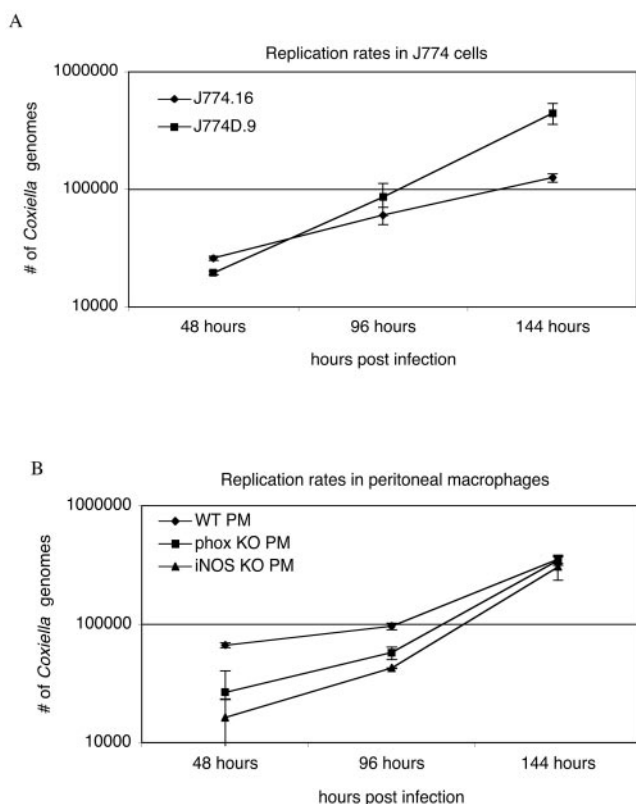 A
Replication rates in J774 cells
1000000
J774.16
J774D.9
100000
# of Coxiella genomes
10000
48 hours
96 hours
144 hours
hours post infection
B
Replication rates in peritoneal macrophages
1000000
WT PM
phox KO PM
iNOS KO PM
100000
# of Coxiella genomes
10000
48 hours
96 hours
144 hours
hours post infection